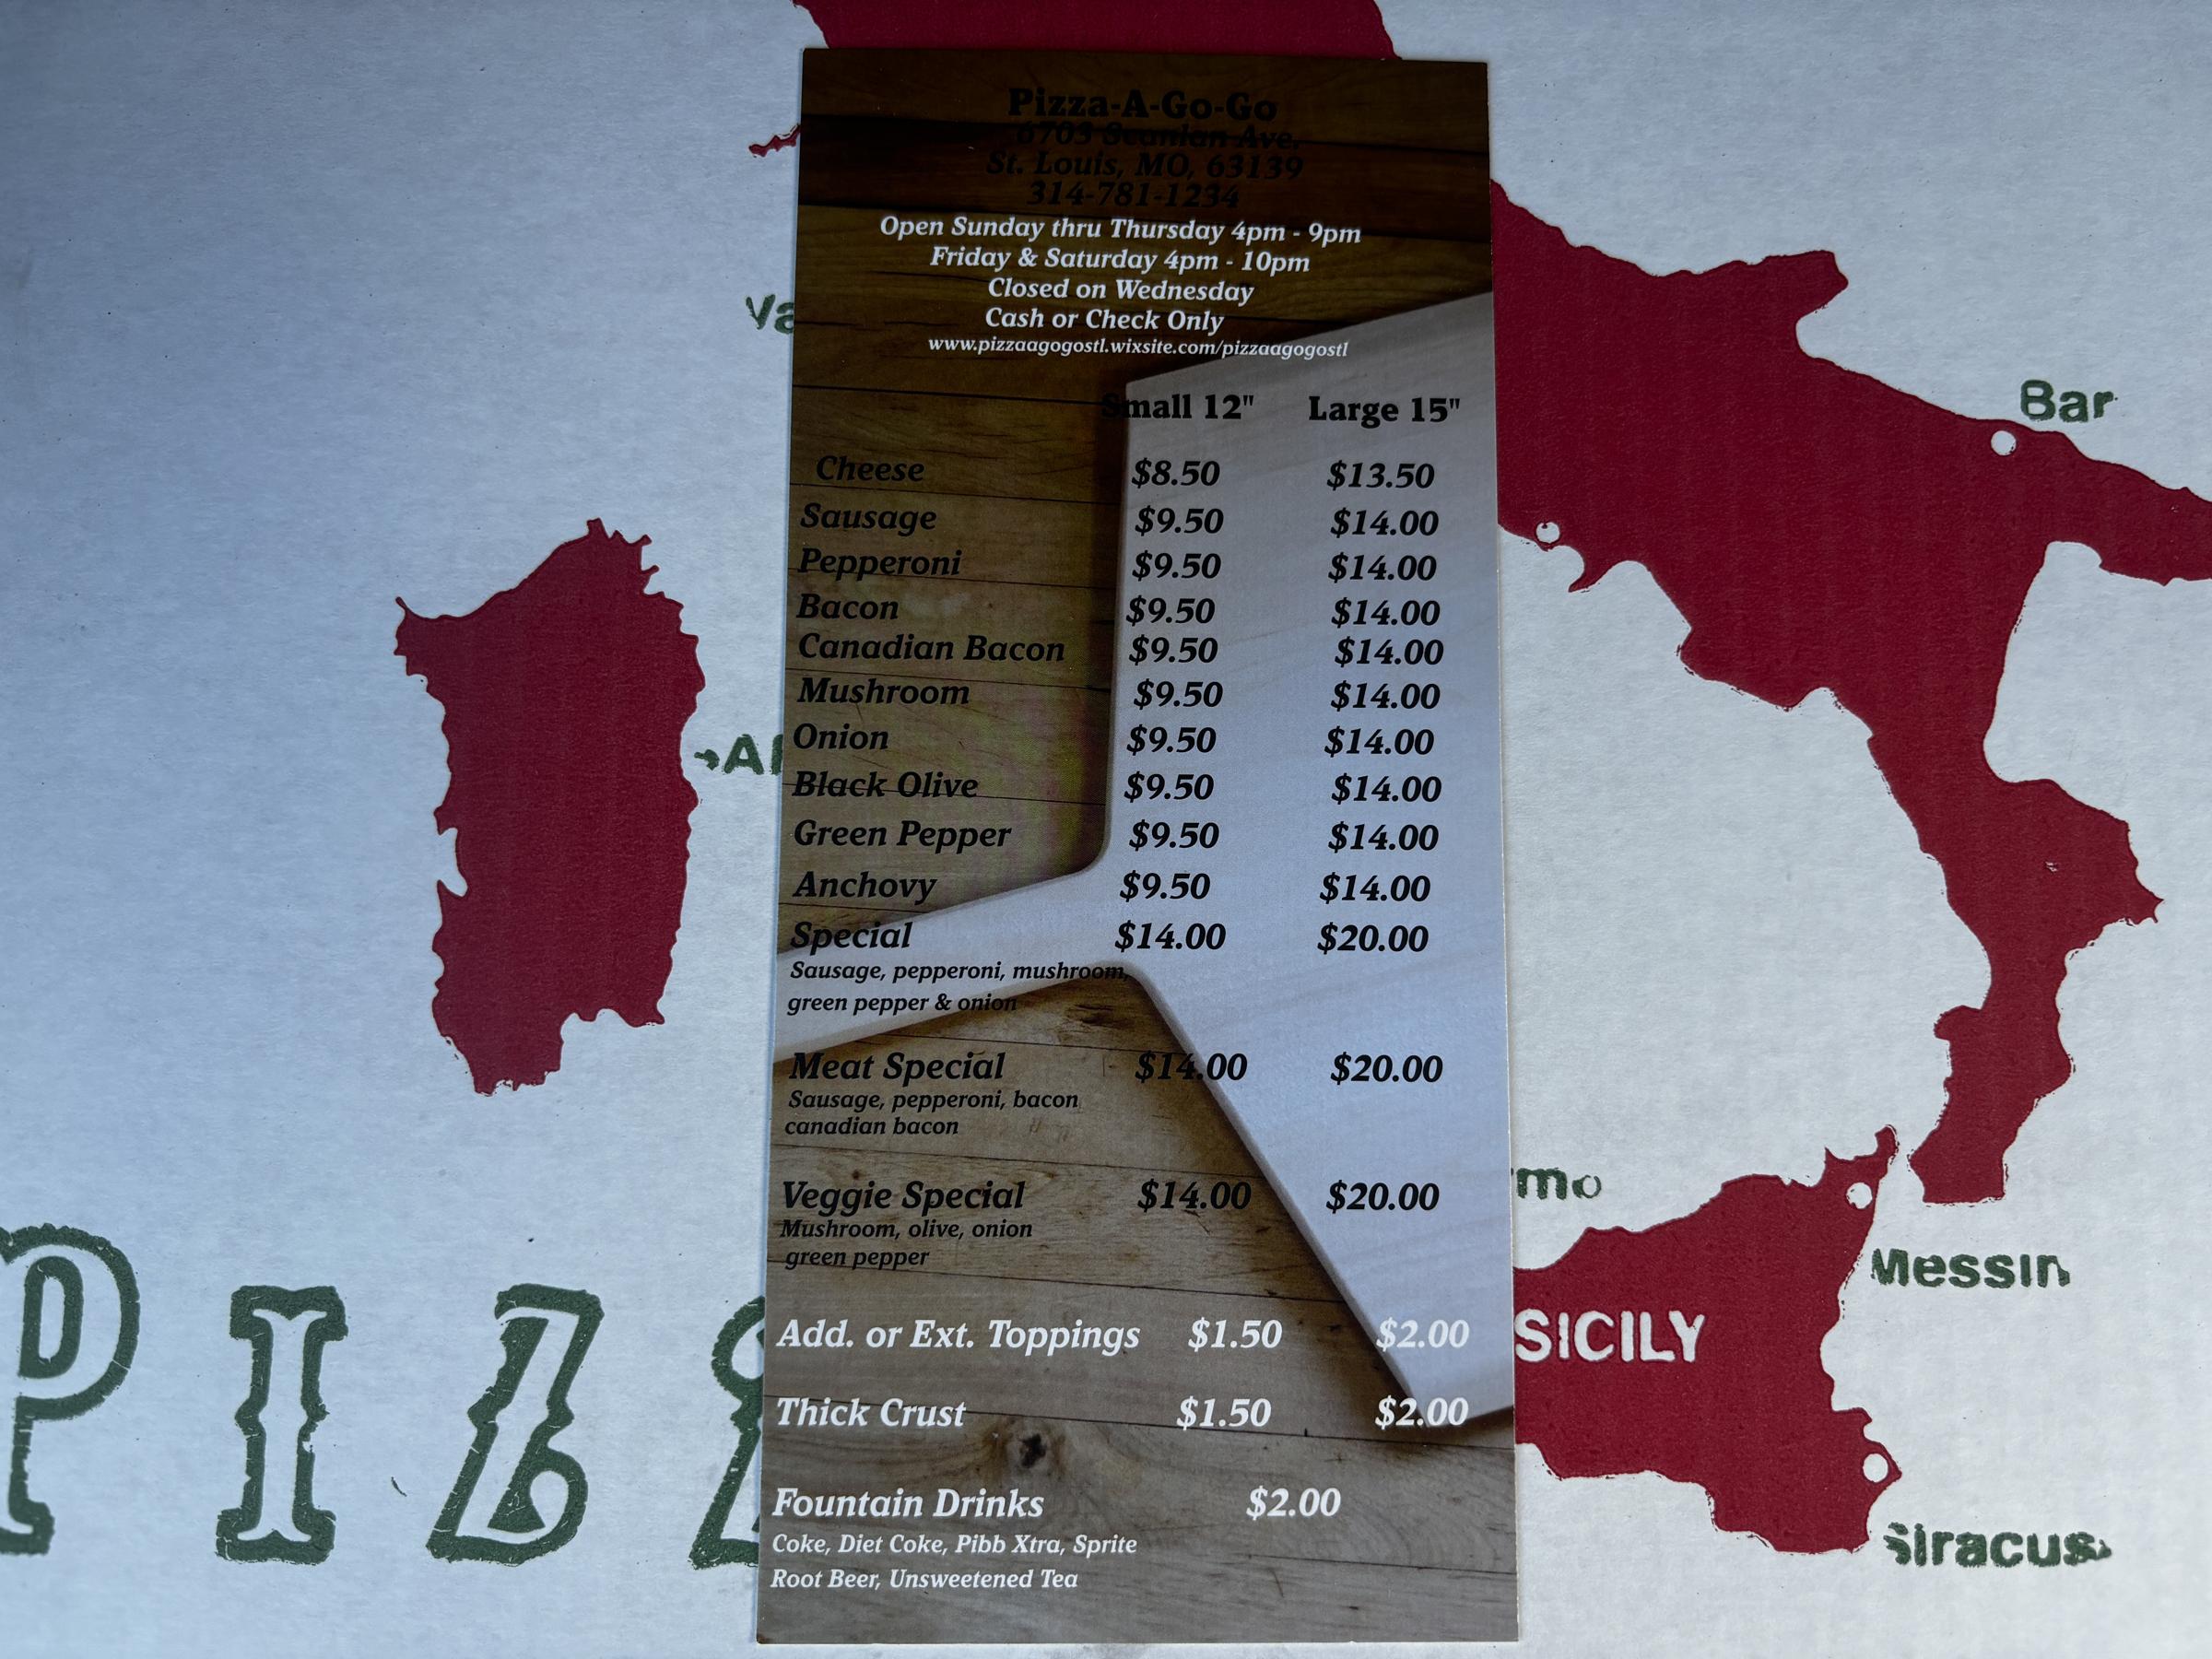 Pizza-A-Go-Go
6703 Scanlan Ave.
St. Louis, MO, 63139
314-781-1234
Open Sunday thru Thursday 4pm - 9pm
Friday & Saturday 4pm - 10pm
Closed on Wednesday
Cash or Check Only
www.pizzaagogostl.wixsite.com/pizzaagogostl
Small 12" Large 15"
Cheese $8.50 $13.50
Sausage $9.50 $14.00
Pepperoni $9.50 $14.00
Bacon $9.50 $14.00
Canadian Bacon $9.50 $14.00
Mushroom $9.50 $14.00
Onion $9.50 $14.00
Black Olive $9.50 $14.00
Green Pepper $9.50 $14.00
Anchovy $9.50 $14.00
Special $14.00 $20.00
Sausage, pepperoni, mushroom,
green pepper & onion
Meat Special $14.00 $20.00
Sausage, pepperoni, bacon
canadian bacon
Veggie Special $14.00 $20.00
Mushroom, olive, onion
green pepper
Add. or Ext. Toppings $1.50 $2.00
Thick Crust $1.50 $2.00
Fountain Drinks $2.00
Coke, Diet Coke, Pibb Xtra, Sprite
Root Beer, Unsweetened Tea
Bar
Messin
SICILY
Siracus